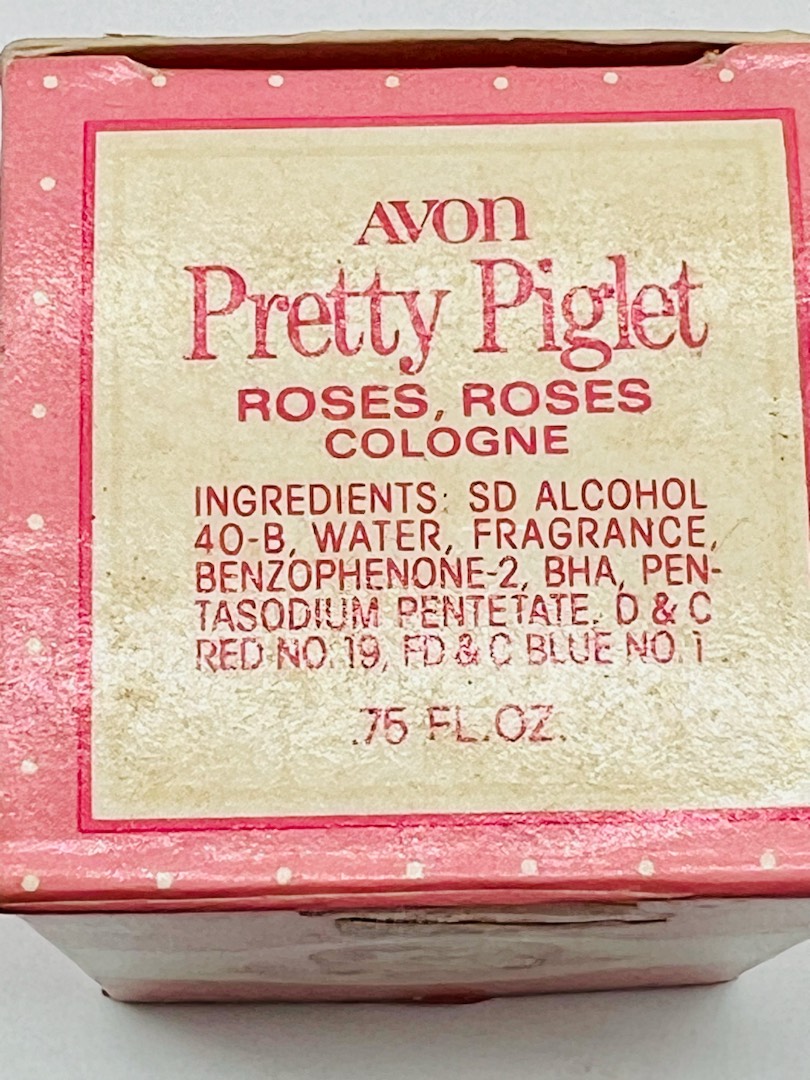 AVON
Pretty Piglet
ROSES, ROSES
COLOGNE
INGREDIENTS: SD ALCOHOL
40-B, WATER, FRAGRANCE,
BENZOPHENONE-2, BHA, PEN-
TASODIUM PENTETATE, D & C
RED NO. 19, FD & C BLUE NO. 1
.75 FL. OZ.